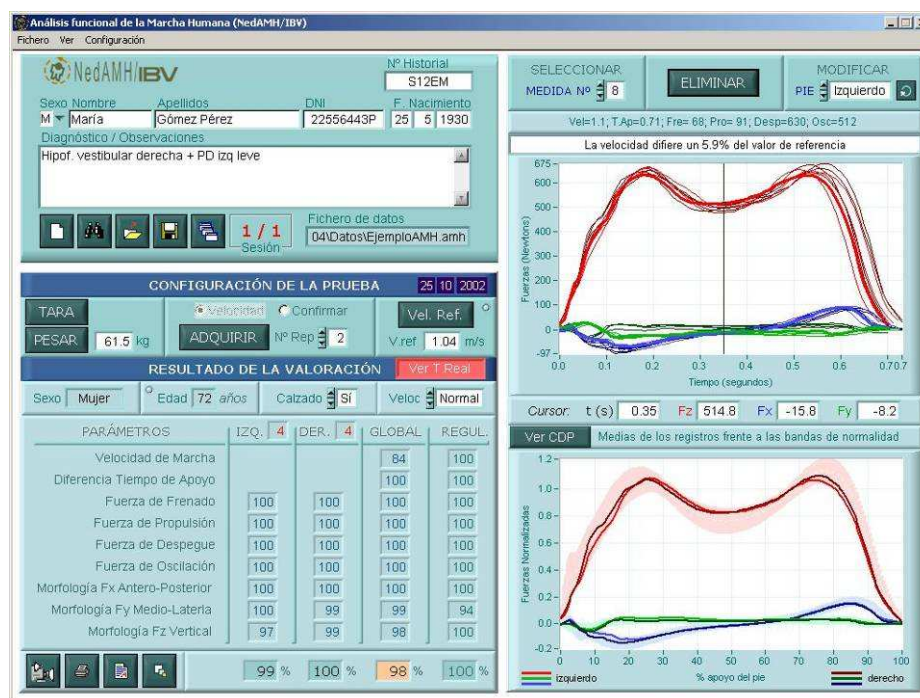 Análisis funcional de la Marcha Humana (NedAMH/IBV)
Fichero Ver Configuración
NedAMH/IBV
Nº Historial
S12EM
Sexo Nombre Apellidos DNI F. Nacimiento
M María Gómez Pérez 22556443P 25 5 1930
Diagnóstico / Observaciones
Hipof. vestibular derecha + PD izq leve
1 / 1
Sesión
Fichero de datos
04\Datos\EjemploAMH.amh
CONFIGURACIÓN DE LA PRUEBA 25 10 2002
TARA
Velocidad Confirmar
Vel. Ref.
PESAR 61.5 kg
ADQUIRIR Nº Rep 2
V.ref 1.04 m/s
RESULTADO DE LA VALORACIÓN Ver T Real
Sexo Mujer Edad 72 años Calzado Sí Veloc Normal
PARÁMETROS IZQ. 4 DER. 4 GLOBAL REGUL.
Velocidad de Marcha 84 100
Diferencia Tiempo de Apoyo 100 100
Fuerza de Frenado 100 100 100 100
Fuerza de Propulsión 100 100 100 100
Fuerza de Despegue 100 100 100 100
Fuerza de Oscilación 100 100 100 100
Morfología Fx Antero-Posterior 100 100 100 100
Morfología Fy Medio-Laterla 100 99 99 94
Morfología Fz Vertical 97 99 98 100
99 % 100 % 98 % 100 %
SELECCIONAR
MEDIDA Nº 8
ELIMINAR
MODIFICAR
PIE Izquierdo
Vel=1.1; T.Ap=0.71; Fre= 68; Pro= 91; Desp=630; Osc=512
La velocidad difiere un 5.9% del valor de referencia
Fuerzas (Newtons)
675
600
500
400
300
200
100
0
-97
0.0 0.1 0.2 0.3 0.4 0.5 0.6 0.70.7
Tiempo (segundos)
Cursor: t (s) 0.35 Fz 514.8 Fx -15.8 Fy -8.2
Ver CDP Medias de los registros frente a las bandas de normalidad
Fuerzas Normalizadas
1.2
1.0
0.8
0.6
0.4
0.2
0.0
-0.2
0 10 20 30 40 50 60 70 80 90 100
izquierdo % apoyo del pie derecho